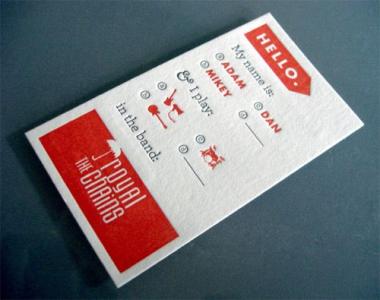 HELLO.
My name is:
ADAM DAN
MIKEY
& I play:
in the band:
ROYAL
THE CHAINS